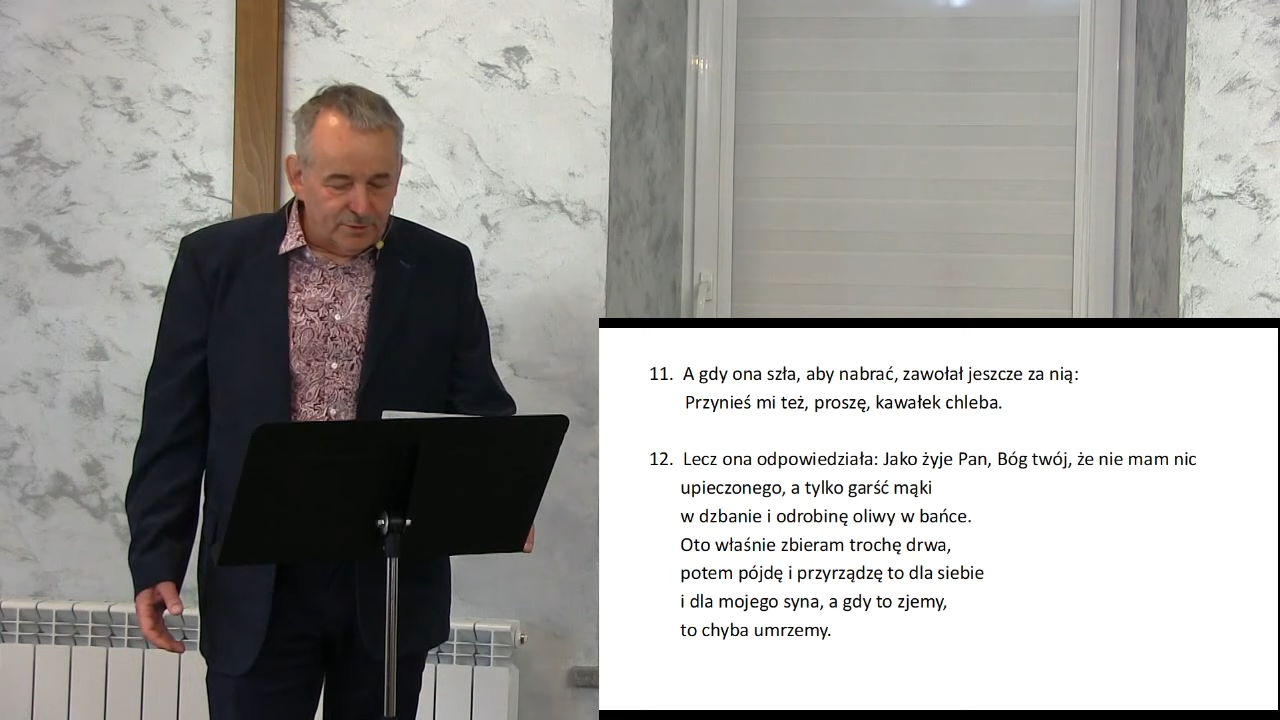 11. A gdy ona szła, aby nabrać, zawołał jeszcze za nią:
Przynieś mi też, proszę, kawałek chleba.
12. Lecz ona odpowiedziała: Jako żyje Pan, Bóg twój, że nie mam nic
upieczonego, a tylko garść mąki
w dzbanie i odrobinę oliwy w bańce.
Oto właśnie zbieram trochę drwa,
potem pójdę i przyrządzę to dla siebie
i dla mojego syna, a gdy to zjemy,
to chyba umrzemy.